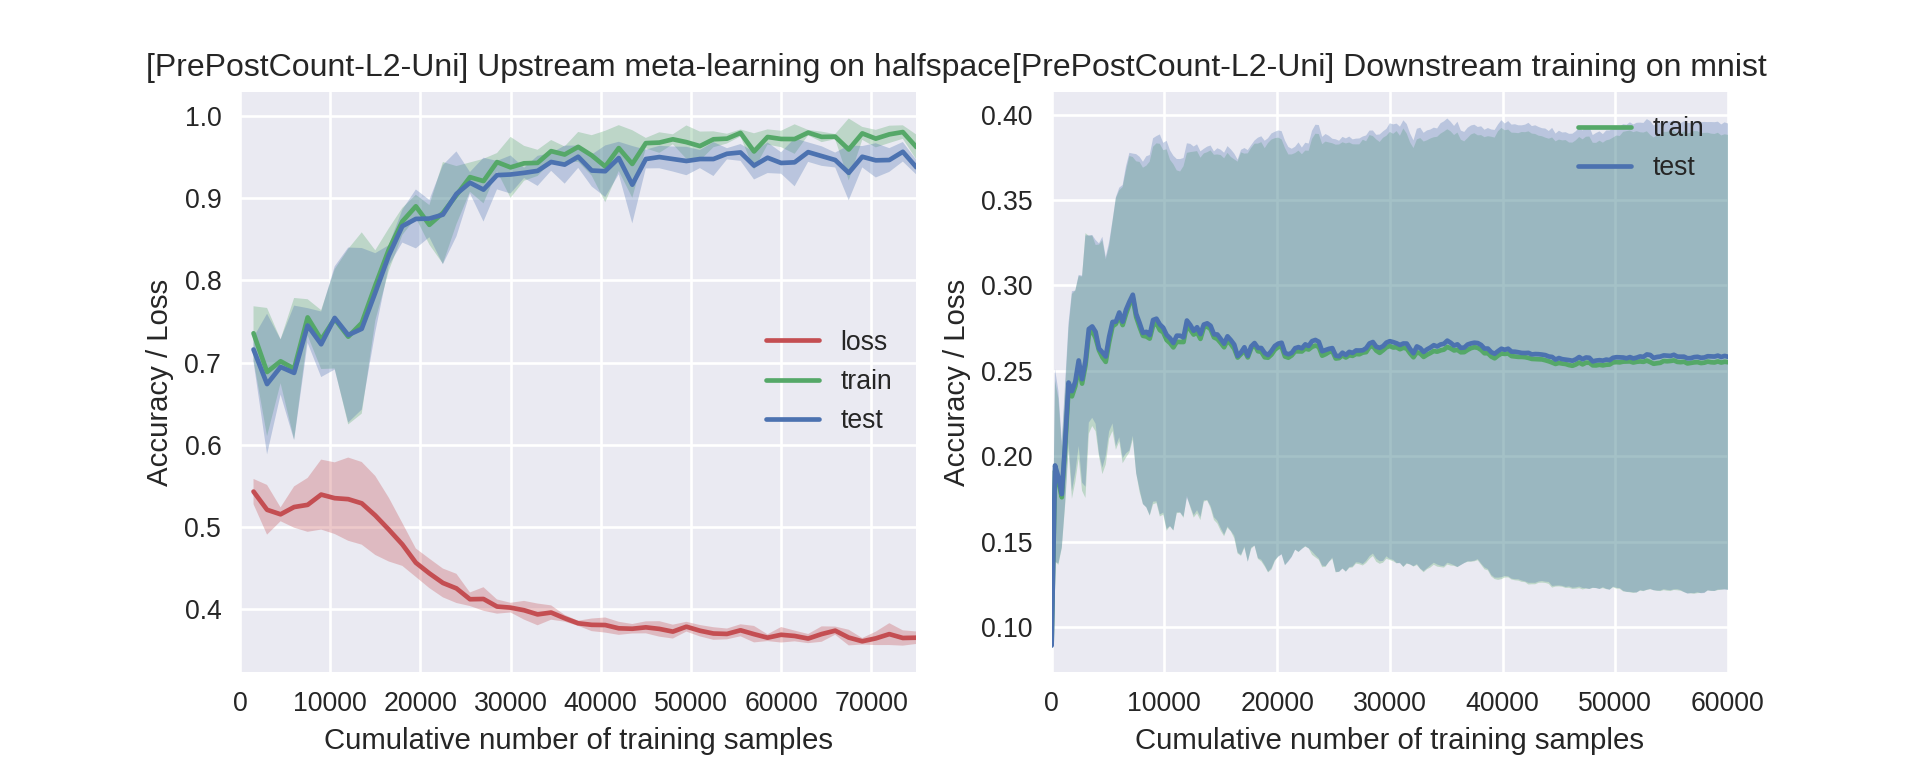 [PrePostCount-L2-Uni] Upstream meta-learning on halfspace
1.0
0.9
0.8
0.7
0.6
0.5
0.4
Accuracy / Loss
loss
train
test
0 10000 20000 30000 40000 50000 60000 70000
Cumulative number of training samples
[PrePostCount-L2-Uni] Downstream training on mnist
0.40
0.35
0.30
0.25
0.20
0.15
0.10
Accuracy / Loss
train
test
0 10000 20000 30000 40000 50000 60000
Cumulative number of training samples